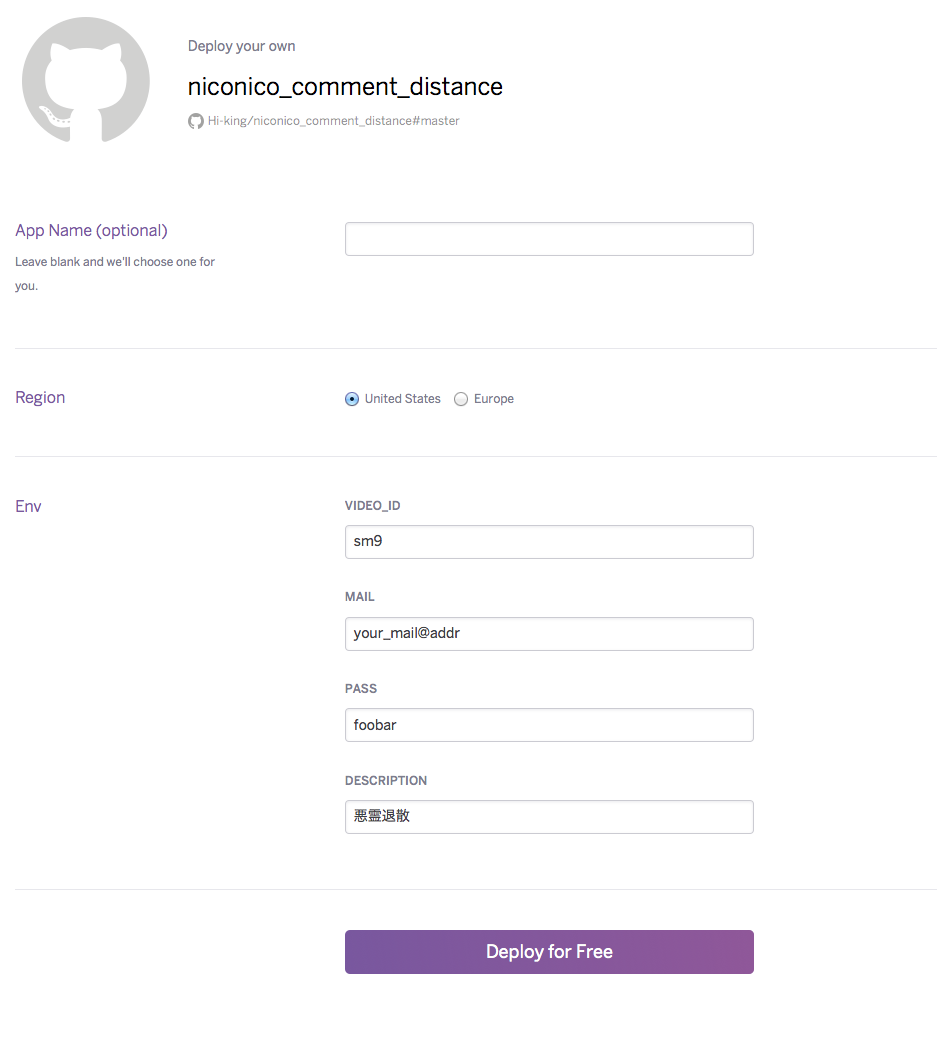 Deploy your own
niconico_comment_distance
Hi-king/niconico_comment_distance#master
App Name (optional)
Leave blank and we'll choose one for
you.
Region
United States
Europe
Env
VIDEO_ID
sm9
MAIL
your_mail@addr
PASS
foobar
DESCRIPTION
悪霊退散
Deploy for Free